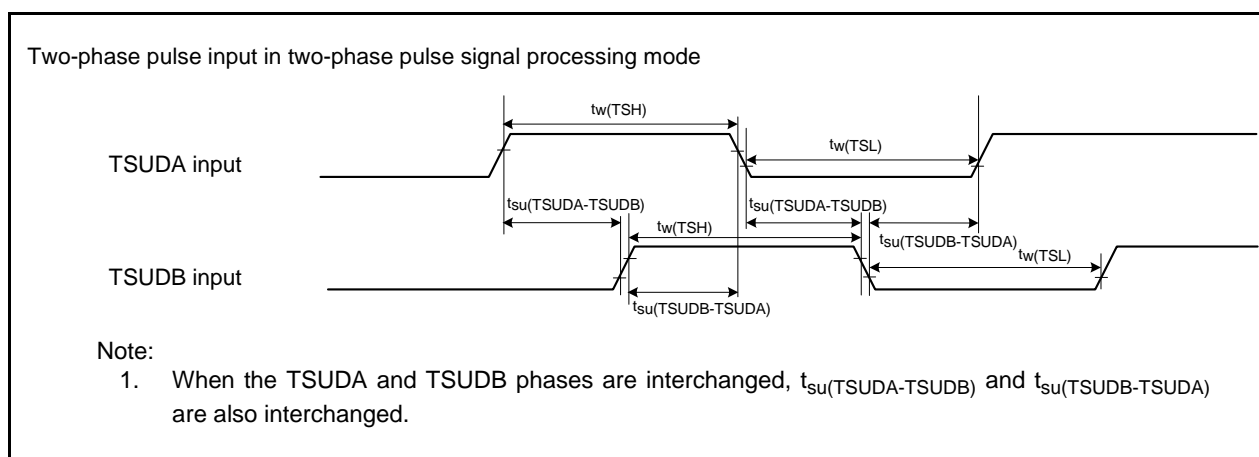 Two-phase pulse input in two-phase pulse signal processing mode
tw(TSH)
tw(TSL)
TSUDA input
tsu(TSUDA-TSUDB)
tsu(TSUDA-TSUDB)
tw(TSH)
tsu(TSUDB-TSUDA)
tw(TSL)
TSUDB input
tsu(TSUDB-TSUDA)
Note:
1. When the TSUDA and TSUDB phases are interchanged, tsu(TSUDA-TSUDB) and tsu(TSUDB-TSUDA)
are also interchanged.